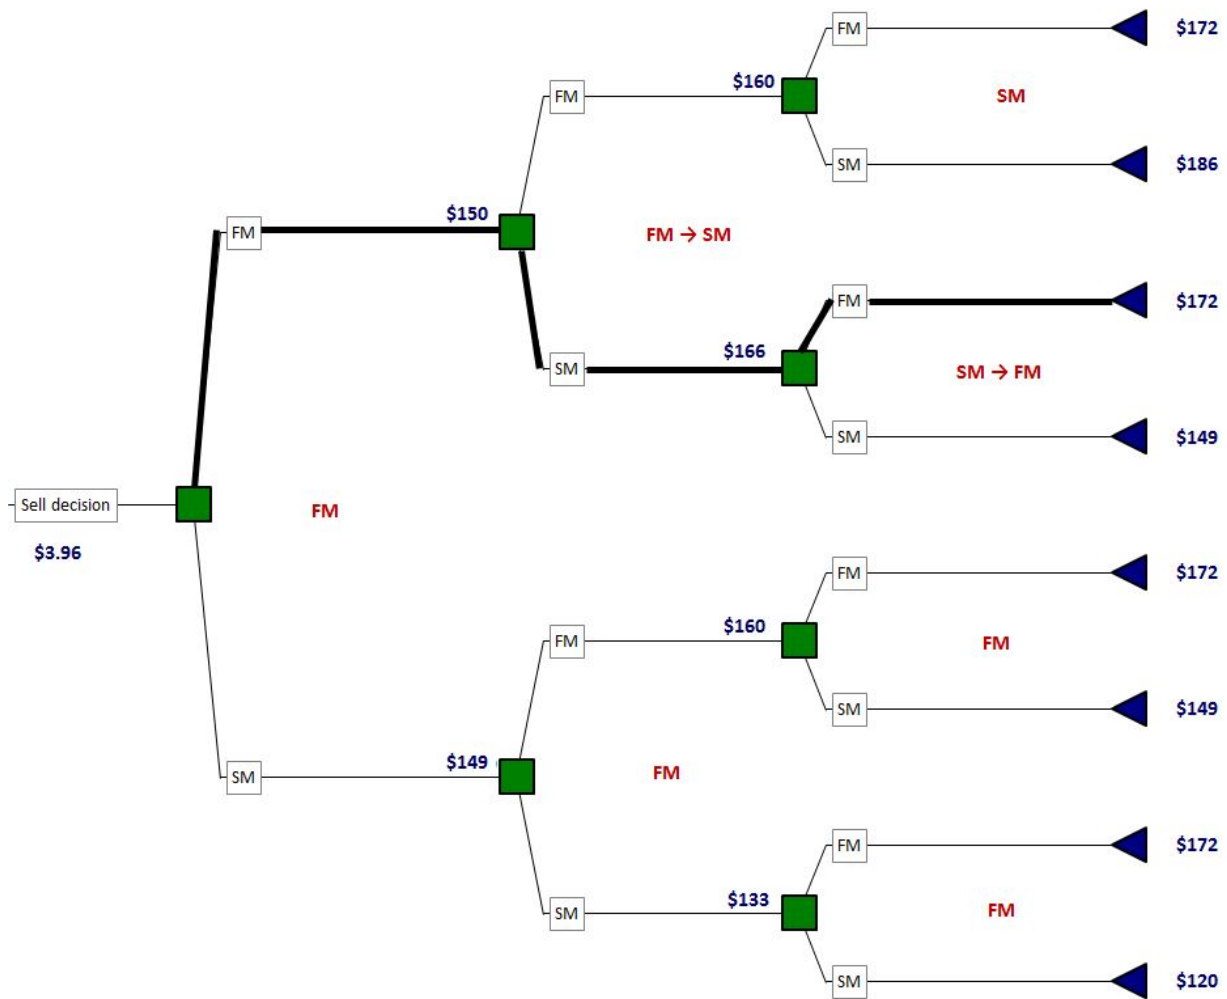 FM
$172
$160
FM
SM
SM
$186
$150
FM
FM → SM
FM
$172
$166
SM
SM → FM
SM
$149
Sell decision
FM
$3.96
FM
$172
$160
FM
FM
SM
$149
$149
SM
FM
FM
$172
$133
SM
FM
SM
$120